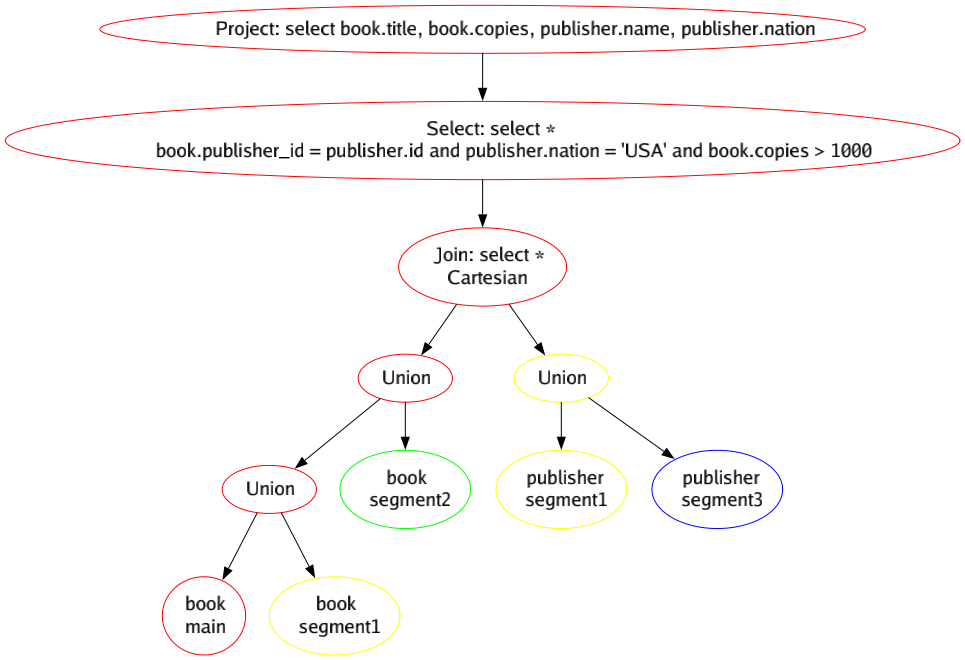 Project: select book.title, book.copies, publisher.name, publisher.nation
Select: select *
book.publisher_id = publisher.id and publisher.nation = 'USA' and book.copies > 1000
Join: select *
Cartesian
Union
Union
Union
book
segment2
publisher
segment1
publisher
segment3
book
main
book
segment1